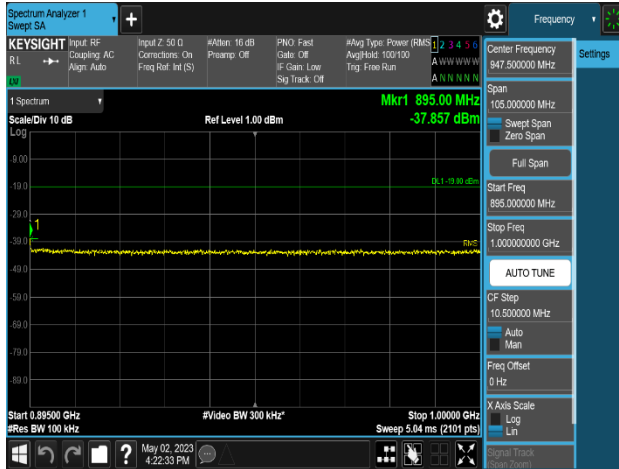 Spectrum Analyzer 1
Swept SA
+
Frequency
Settings
KEYSIGHT
RL
Input: RF
Coupling: AC
Align: Auto
Input Z: 50 Ω
Corrections: On
Freq Ref: Int (S)
#Atten: 16 dB
Preamp: Off
PNO: Fast
Gate: Off
IF Gain: Low
Sig Track: Off
#Avg Type: Power (RMS
Avg|Hold: 100/100
Trig: Free Run
1 2 3 4 5 6
A W W W W W
A N N N N N
1 Spectrum
Scale/Div 10 dB
Log
Ref Level 1.00 dBm
Mkr1 895.00 MHz
-37.857 dBm
-9.00
-19.0
DL1 -19.00 dBm
-29.0
1
-39.0
RMS
-49.0
-59.0
-69.0
-79.0
-89.0
Start 0.89500 GHz
#Res BW 100 kHz
#Video BW 300 kHz*
Stop 1.00000 GHz
Sweep 5.04 ms (2101 pts)
?
May 02, 2023
4:22:33 PM
Center Frequency
947.500000 MHz
Span
105.000000 MHz
Swept Span
Zero Span
Full Span
Start Freq
895.000000 MHz
Stop Freq
1.000000000 GHz
AUTO TUNE
CF Step
10.500000 MHz
Auto
Man
Freq Offset
0 Hz
X Axis Scale
Log
Lin
Signal Track
(Span Zoom)